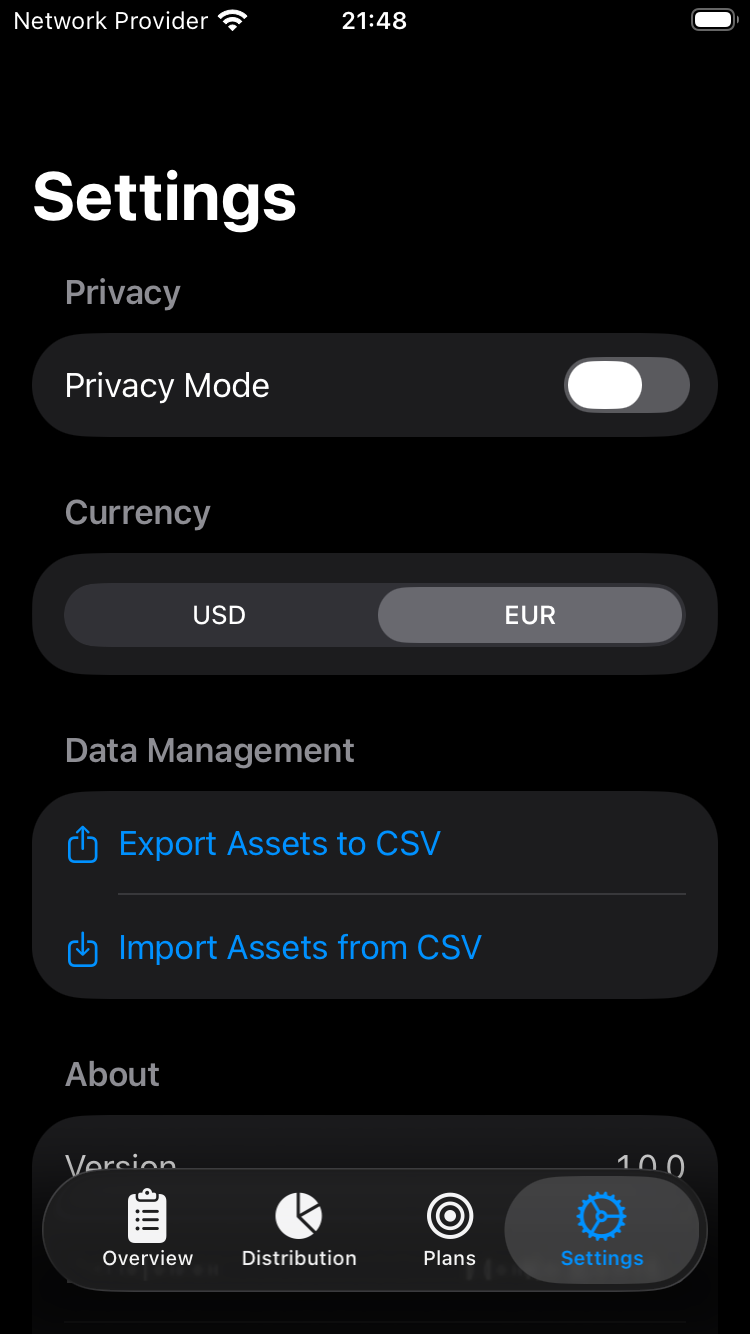 Network Provider 21:48
Settings
Privacy
Privacy Mode
Currency
USD EUR
Data Management
Export Assets to CSV
Import Assets from CSV
About
Version 1.0.0
Overview Distribution Plans Settings